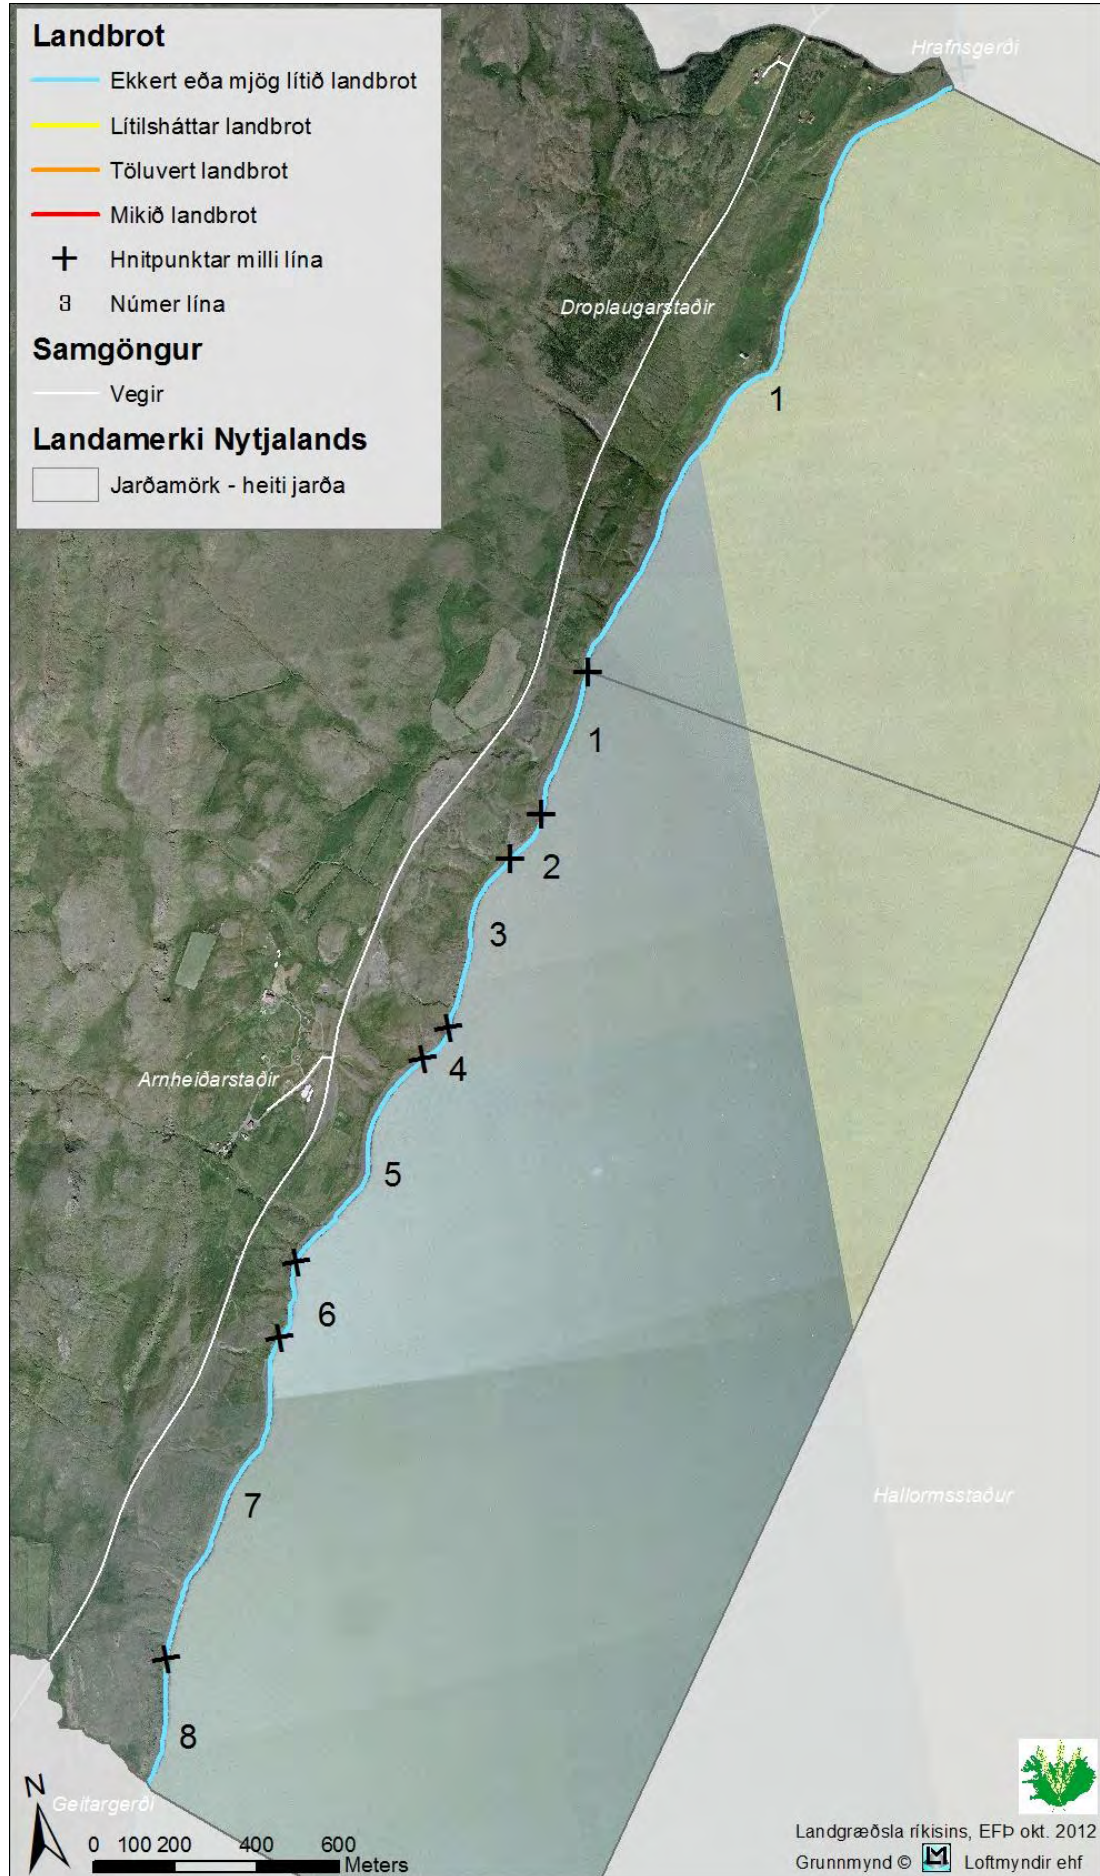 Landbrot
Ekkert eða mjög lítið landbrot
Lítilsháttar landbrot
Töluvert landbrot
Mikið landbrot
Hnitpunktar milli lína
3 Númer lína
Samgöngur
Vegir
Landamerki Nytjalands
Jarðamörk - heiti jarða
Hrafnsgerði
Droplaugarstaðir
1
1
2
3
4
Arnheiðarstaðir
5
6
7
Hallormsstaður
8
Geitargerði
N
0 100 200 400 600
Meters
Landgræðsla ríkisins, EFÞ okt. 2012
Grunnmynd © Loftmyndir ehf